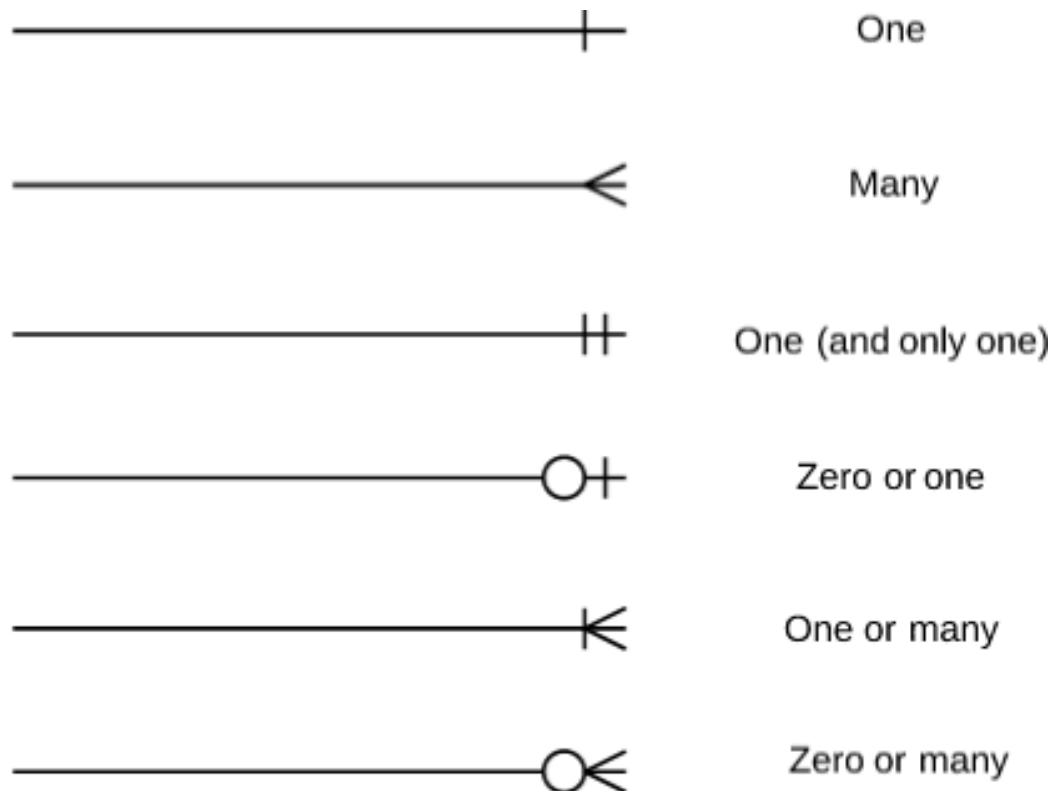 One
Many
One (and only one)
Zero or one
One or many
Zero or many